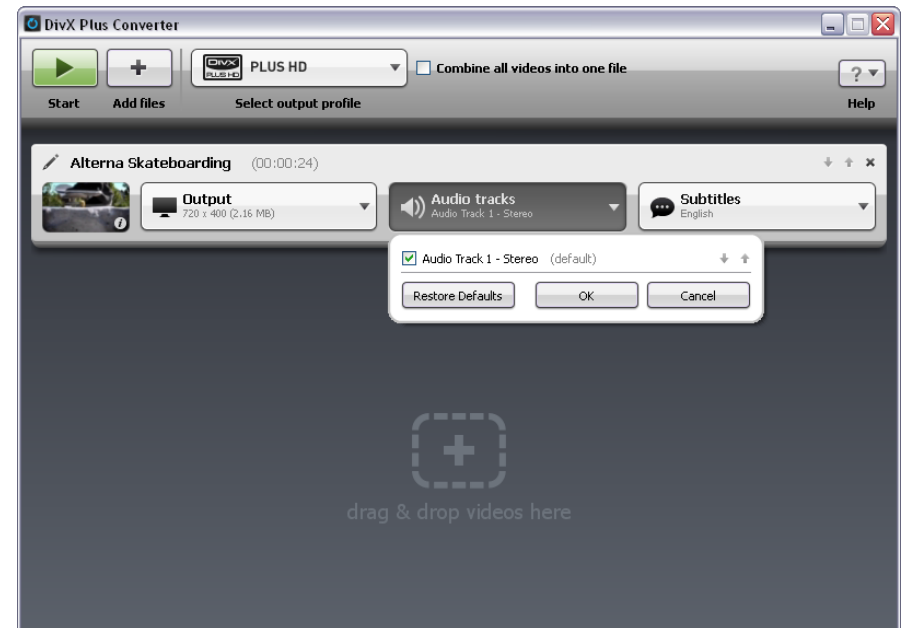 DivX Plus Converter
DIVX PLUS HD PLUS HD
Combine all videos into one file
?
Start
Add files
Select output profile
Help
Alterna Skateboarding (00:00:24)
Output
720 x 400 (2.16 MB)
Audio tracks
Audio Track 1 - Stereo
Subtitles
English
Audio Track 1 - Stereo (default)
Restore Defaults
OK
Cancel
drag & drop videos here